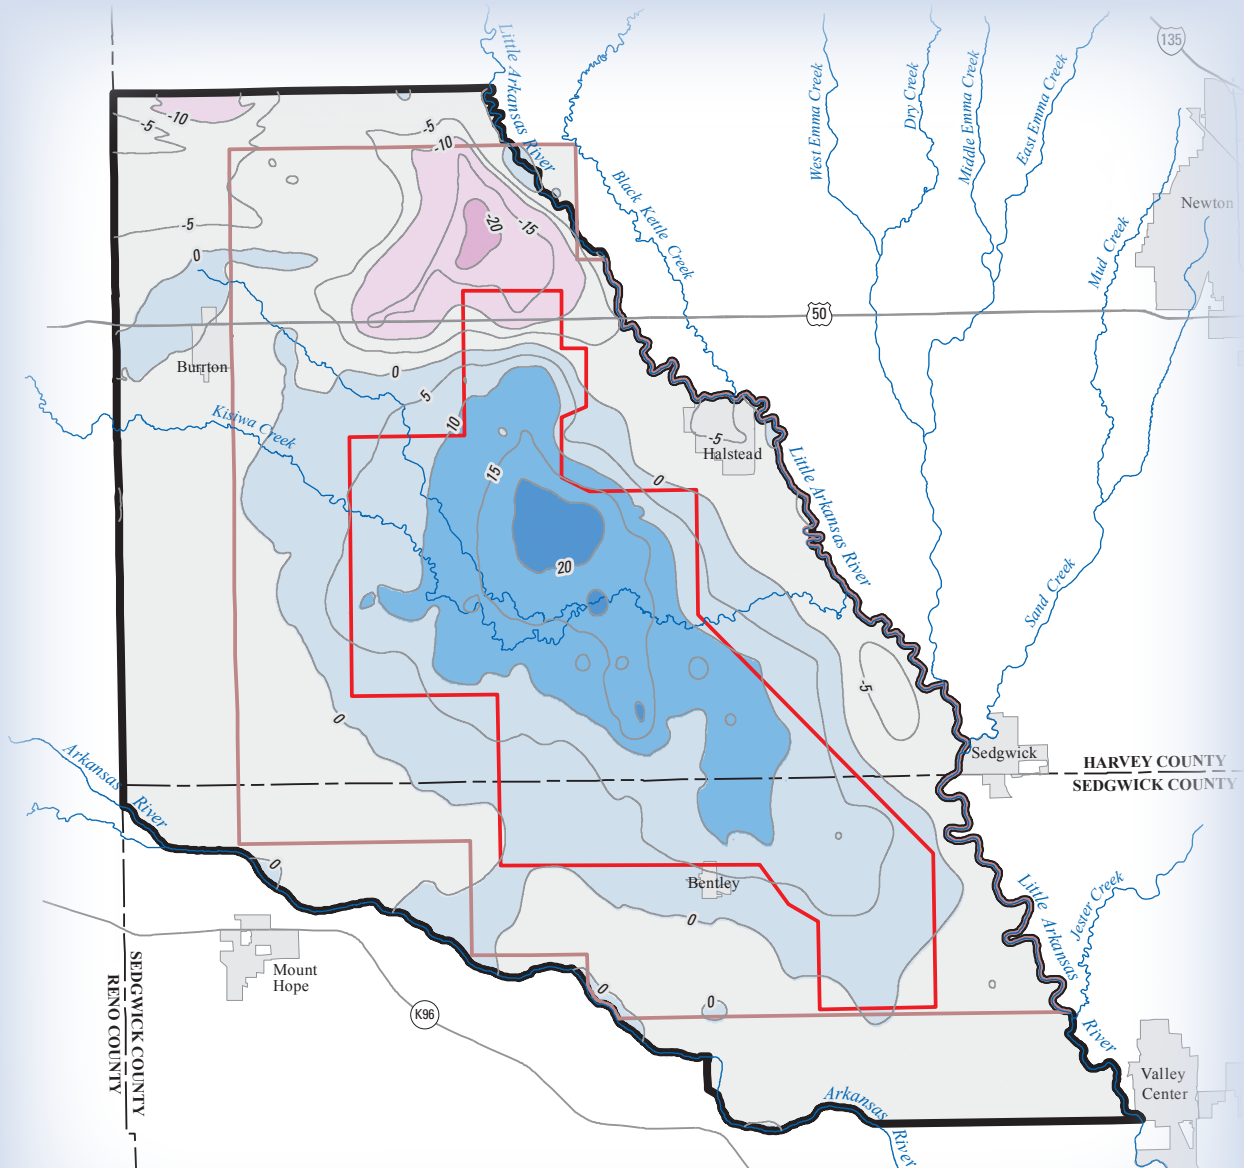 Little Arkansas River
135
West Emma Creek
Dry Creek
Middle Emma Creek
East Emma Creek
-10
-5
-5
-10
Black Kettle Creek
Newton
-20
-15
-5
Mud Creek
0
50
Burrton
0
5
Kisiwa Creek
10
-5
Halstead
15
0
Little Arkansas River
20
Sand Creek
-5
0
Arkansas River
Sedgwick
HARVEY COUNTY
SEDGWICK COUNTY
0
Bentley
0
Little Arkansas River
Jester Creek
Mount
Hope
SEDGWICK COUNTY
RENO COUNTY
0
0
K96
Valley
Center
Arkansas River